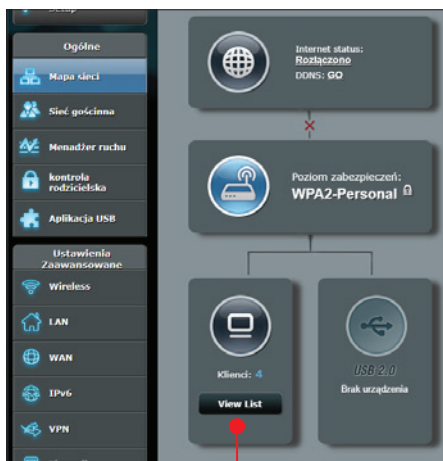 Setup
Ogólne
Mapa sieci
Sieć gościnna
Menadżer ruchu
kontrola
rodzicielska
Aplikacja USB
Ustawienia
Zaawansowane
Wireless
LAN
WAN
IPv6
VPN
Internet status:
Rozłączono
DDNS: GO
Poziom zabezpieczeń:
WPA2-Personal
Klienci: 4
View List
USB 2.0
Brak urządzenia